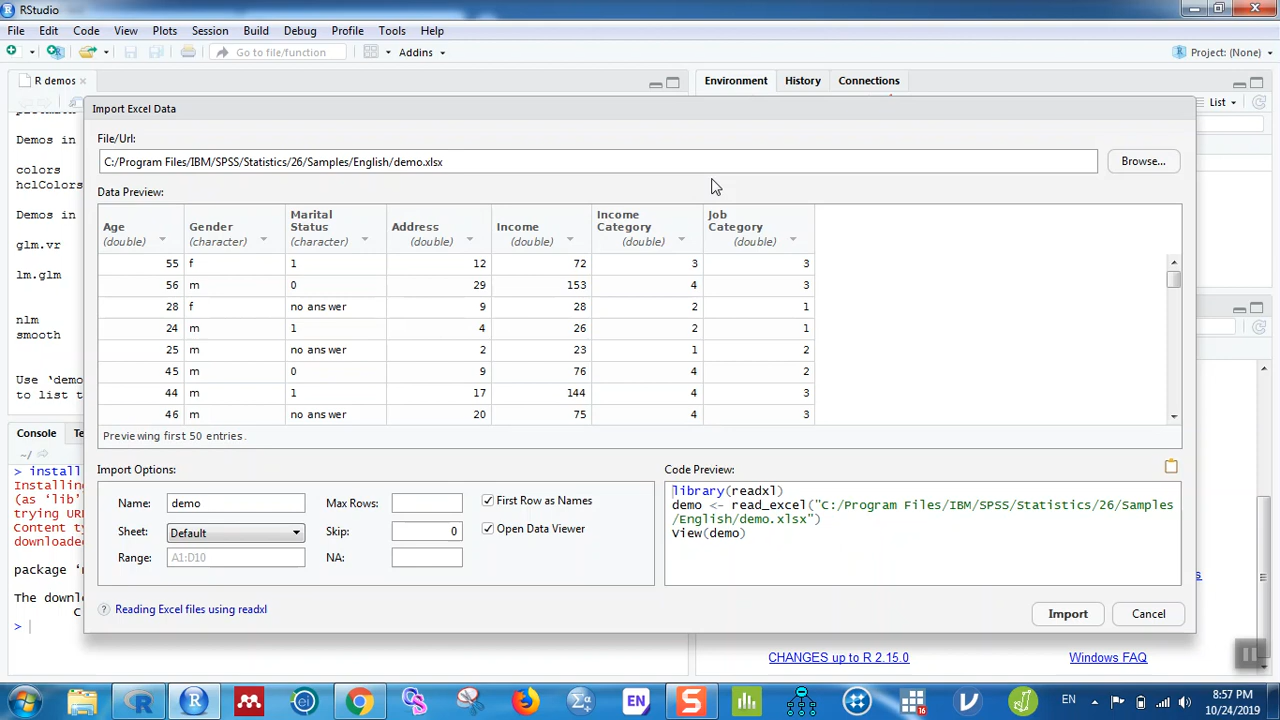 RStudio
File Edit Code View Plots Session Build Debug Profile Tools Help
Go to file/function Addins Project: (None)
R demos
Environment History Connections
List
Import Excel Data
File/Url:
C:/Program Files/IBM/SPSS/Statistics/26/Samples/English/demo.xlsx Browse...
Data Preview:
Age (double) Gender (character) Marital Status (character) Address (double) Income (double) Income Category (double) Job Category (double)
55 f 1 12 72 3 3
56 m 0 29 153 4 3
28 f no answer 9 28 2 1
24 m 1 4 26 2 1
25 m no answer 2 23 1 2
45 m 0 9 76 4 2
44 m 1 17 144 4 3
46 m no answer 20 75 4 3
Previewing first 50 entries.
Import Options:
Name: demo Max Rows: First Row as Names
Sheet: Default Skip: 0 Open Data Viewer
Range: A1:D10 NA:
Code Preview:
library(readxl)
demo <- read_excel("C:/Program Files/IBM/SPSS/Statistics/26/Samples
/English/demo.xlsx")
View(demo)
? Reading Excel files using readxl
Import Cancel
Demos in
colors
hclColors
Demos in
glm.vr
lm.glm
nlm
smooth
Use ‘demo
to list t
Console Te
~/
> install
Installing
(as ‘lib’
trying UR
Content ty
downloaded
package ‘
The downl
C
>
CHANGES up to R 2.15.0 Windows FAQ
EN EN 8:57 PM
10/24/2019